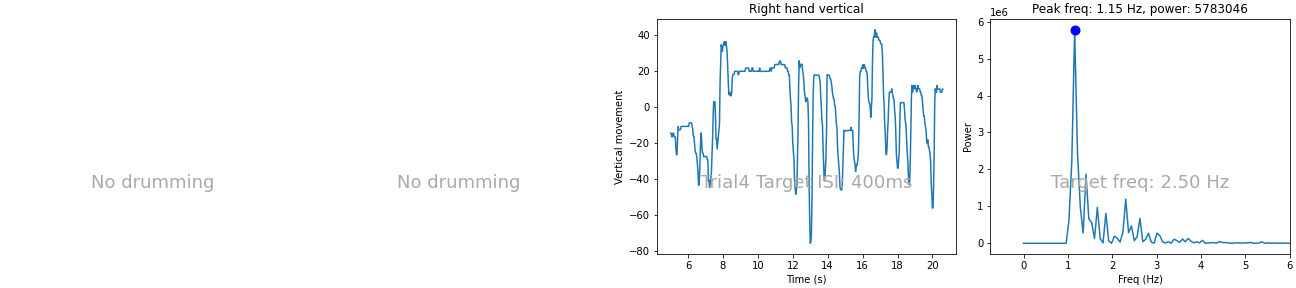 No drumming
No drumming
Right hand vertical
Vertical movement
40
20
0
−20
−40
−60
−80
Trial4 Target ISI: 400ms
6
8
10
12
14
16
18
20
Time (s)
Peak freq: 1.15 Hz, power: 5783046
1e6
Power
6
5
4
3
2
1
0
Target freq: 2.50 Hz
0
1
2
3
4
5
6
Freq (Hz)